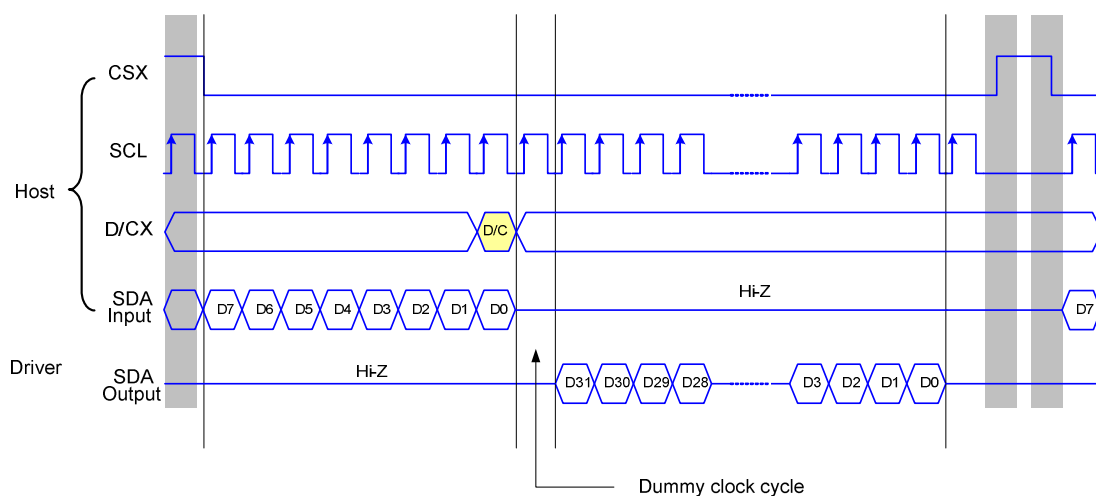 CSX
SCL
Host
D/CX
D/C
SDA
Input
D7 D6 D5 D4 D3 D2 D1 D0
Hi-Z
D7
Driver
SDA
Output
Hi-Z
D31 D30 D29 D28
D3 D2 D1 D0
Dummy clock cycle